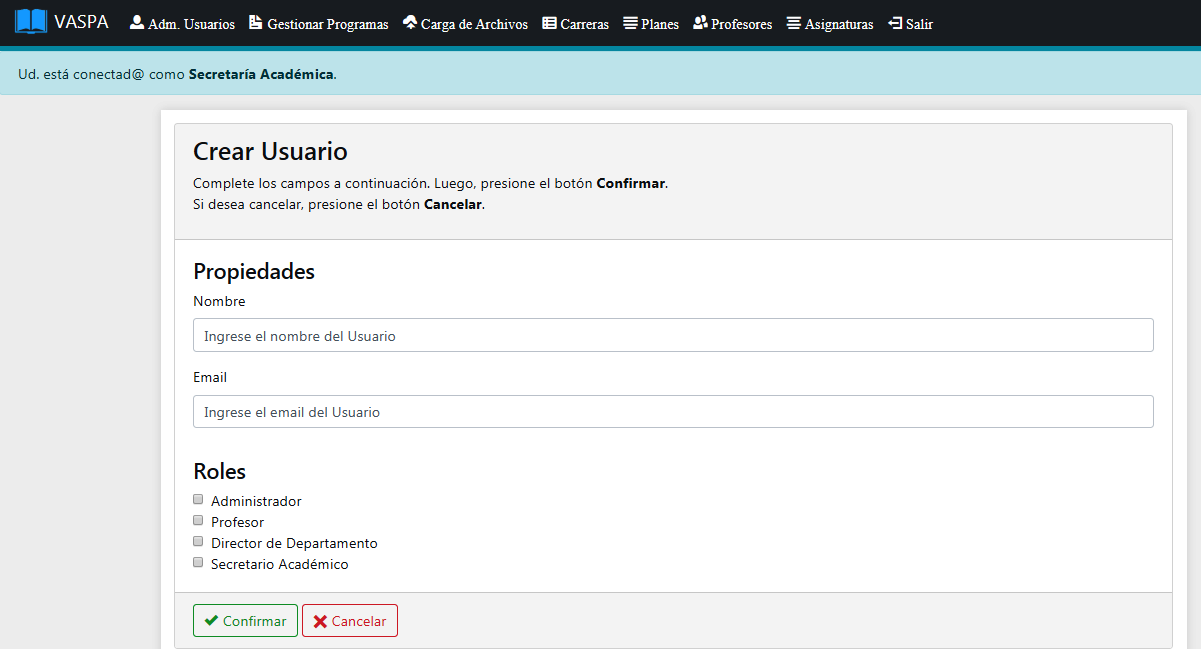 VASPA Adm. Usuarios Gestionar Programas Carga de Archivos Carreras Planes Profesores Asignaturas Salir
Ud. está conectad@ como Secretaría Académica.
Crear Usuario
Complete los campos a continuación. Luego, presione el botón Confirmar.
Si desea cancelar, presione el botón Cancelar.
Propiedades
Nombre
Ingrese el nombre del Usuario
Email
Ingrese el email del Usuario
Roles
Administrador
Profesor
Director de Departamento
Secretario Académico
Confirmar Cancelar